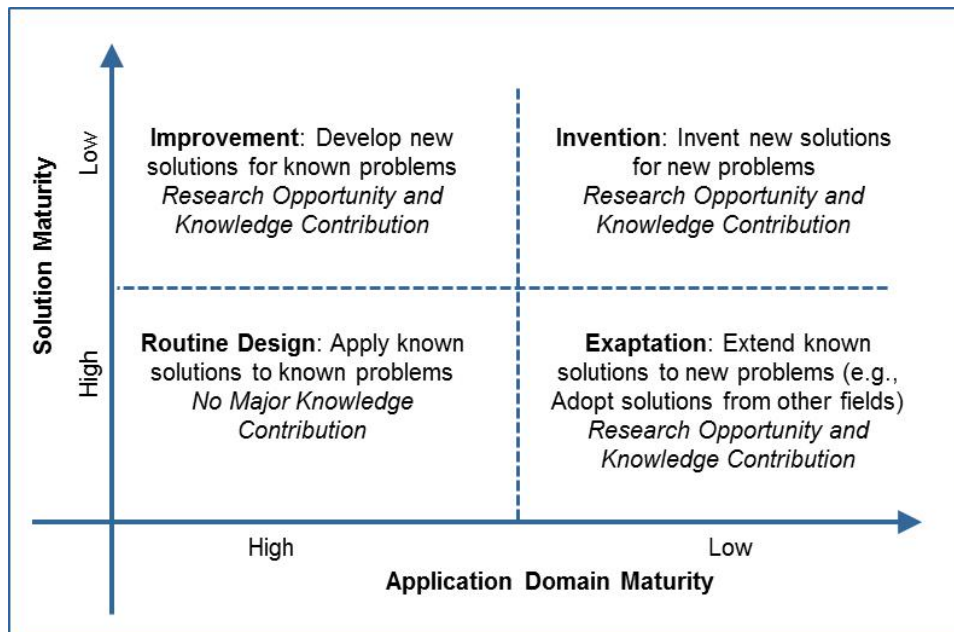 Solution Maturity
Low
High
Improvement: Develop new
solutions for known problems
Research Opportunity and
Knowledge Contribution
Invention: Invent new solutions
for new problems
Research Opportunity and
Knowledge Contribution
Routine Design: Apply known
solutions to known problems
No Major Knowledge
Contribution
Exaptation: Extend known
solutions to new problems (e.g.,
Adopt solutions from other fields)
Research Opportunity and
Knowledge Contribution
High
Low
Application Domain Maturity